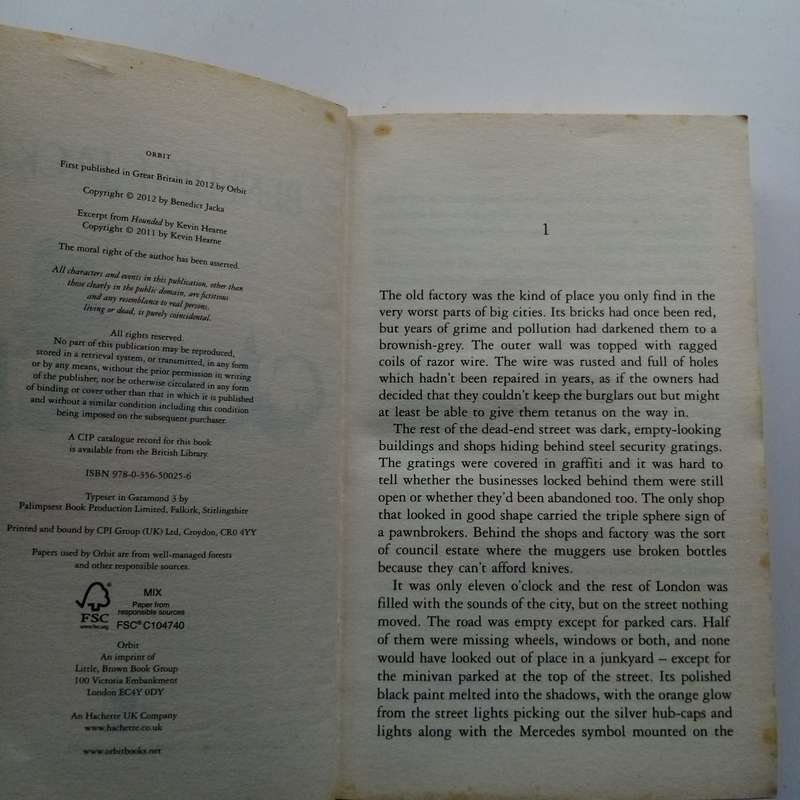 ORBIT
First published in Great Britain in 2012 by Orbit
Copyright © 2012 by Benedict Jacka
Excerpt from Hounded by Kevin Hearne
Copyright © 2011 by Kevin Hearne
The moral right of the author has been asserted.
All characters and events in this publication, other than
those clearly in the public domain, are fictitious
and any resemblance to real persons,
living or dead, is purely coincidental.
All rights reserved.
No part of this publication may be reproduced,
stored in a retrieval system, or transmitted, in any form
or by any means, without the prior permission in writing
of the publisher, nor be otherwise circulated in any form
of binding or cover other than that in which it is published
and without a similar condition including this condition
being imposed on the subsequent purchaser.
A CIP catalogue record for this book
is available from the British Library.
ISBN 978-0-356-50025-6
Typeset in Garamond 3 by
Palimpsest Book Production Limited, Falkirk, Stirlingshire
Printed and bound by CPI Group (UK) Ltd, Croydon, CR0 4YY
Papers used by Orbit are from well-managed forests
and other responsible sources.
FSC
www.fsc.org
MIX
Paper from
responsible sources
FSC® C104740
Orbit
An imprint of
Little, Brown Book Group
100 Victoria Embankment
London EC4Y 0DY
An Hachette UK Company
www.hachette.co.uk
www.orbitbooks.net
1
The old factory was the kind of place you only find in the
very worst parts of big cities. Its bricks had once been red,
but years of grime and pollution had darkened them to a
brownish-grey. The outer wall was topped with ragged
coils of razor wire. The wire was rusted and full of holes
which hadn't been repaired in years, as if the owners had
decided that they couldn't keep the burglars out but might
at least be able to give them tetanus on the way in.
The rest of the dead-end street was dark, empty-looking
buildings and shops hiding behind steel security gratings.
The gratings were covered in graffiti and it was hard to
tell whether the businesses locked behind them were still
open or whether they'd been abandoned too. The only shop
that looked in good shape carried the triple sphere sign of
a pawnbrokers. Behind the shops and factory was the sort
of council estate where the muggers use broken bottles
because they can't afford knives.
It was only eleven o'clock and the rest of London was
filled with the sounds of the city, but on the street nothing
moved. The road was empty except for parked cars. Half
of them were missing wheels, windows or both, and none
would have looked out of place in a junkyard – except for
the minivan parked at the top of the street. Its polished
black paint melted into the shadows, with the orange glow
from the street lights picking out the silver hub-caps and
lights along with the Mercedes symbol mounted on the